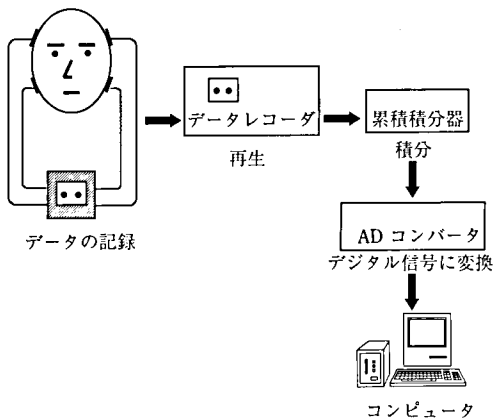 データの記録
データレコーダ
再生
累積積分器
積分
AD コンバータ
デジタル信号に変換
コンピュータ